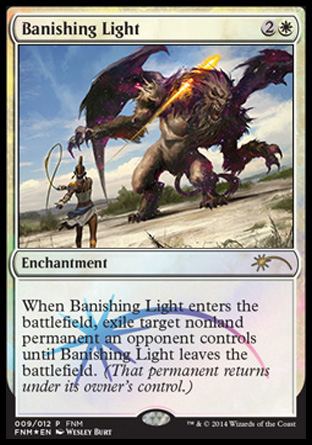 Banishing Light 2
Enchantment
When Banishing Light enters the
battlefield, exile target nonland
permanent an opponent controls
until Banishing Light leaves the
battlefield. (That permanent returns
under its owner's control.)
009/012 P FNM
FNM★EN Wesley Burt
™ & © 2014 Wizards of the Coast